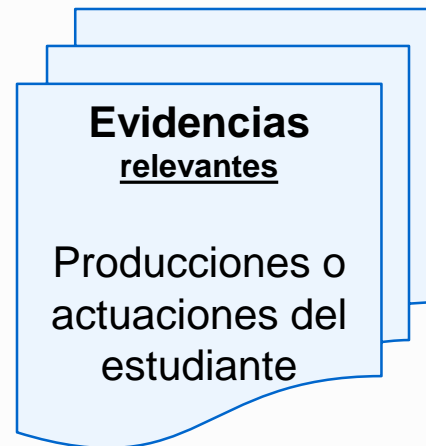 Evidencias
relevantes
Producciones o
actuaciones del
estudiante